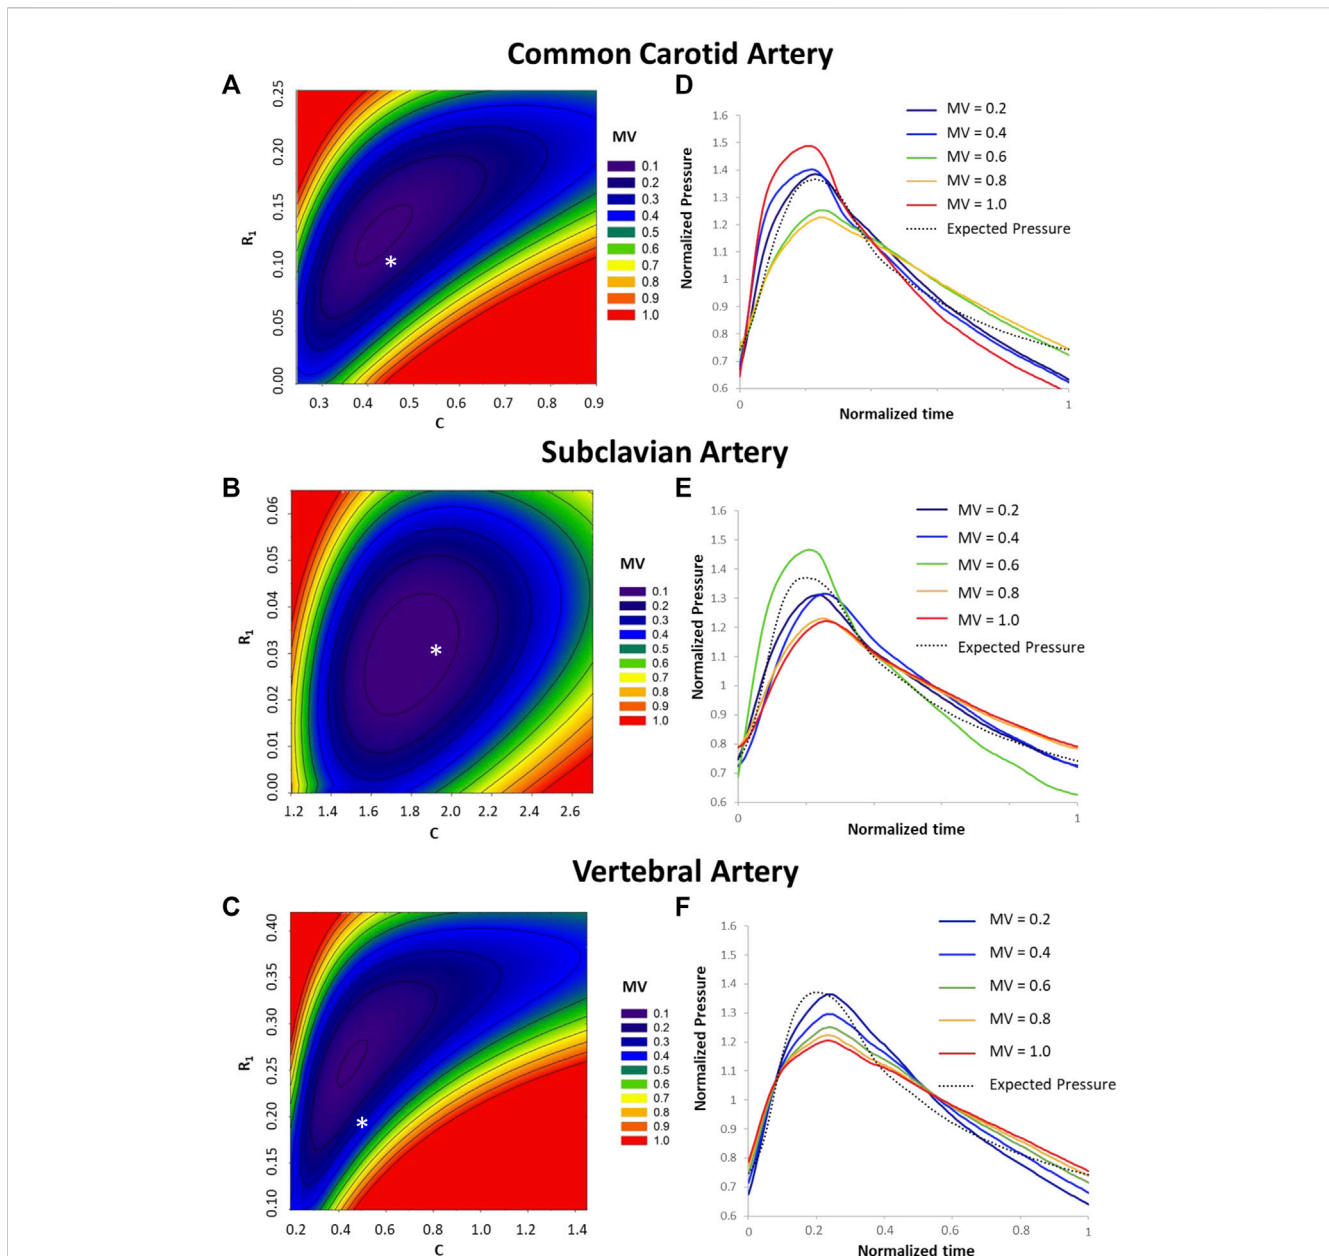 Common Carotid Artery
A
R1
0.25
0.20
0.15
0.10
0.05
0.00
0.3 0.4 0.5 0.6 0.7 0.8 0.9
C
MV
0.1
0.2
0.3
0.4
0.5
0.6
0.7
0.8
0.9
1.0
D
Normalized Pressure
1.6
1.5
1.4
1.3
1.2
1.1
1
0.9
0.8
0.7
0.6
0 1
Normalized time
MV = 0.2
MV = 0.4
MV = 0.6
MV = 0.8
MV = 1.0
Expected Pressure
Subclavian Artery
B
R1
0.06
0.05
0.04
0.03
0.02
0.01
0.00
1.2 1.4 1.6 1.8 2.0 2.2 2.4 2.6
C
MV
0.1
0.2
0.3
0.4
0.5
0.6
0.7
0.8
0.9
1.0
E
Normalized Pressure
1.6
1.5
1.4
1.3
1.2
1.1
1
0.9
0.8
0.7
0.6
0 1
Normalized time
MV = 0.2
MV = 0.4
MV = 0.6
MV = 0.8
MV = 1.0
Expected Pressure
Vertebral Artery
C
R1
0.40
0.35
0.30
0.25
0.20
0.15
0.10
0.2 0.4 0.6 0.8 1.0 1.2 1.4
C
MV
0.1
0.2
0.3
0.4
0.5
0.6
0.7
0.8
0.9
1.0
F
Normalized Pressure
1.6
1.5
1.4
1.3
1.2
1.1
1
0.9
0.8
0.7
0.6
0 0.2 0.4 0.6 0.8 1
Normalized time
MV = 0.2
MV = 0.4
MV = 0.6
MV = 0.8
MV = 1.0
Expected Pressure